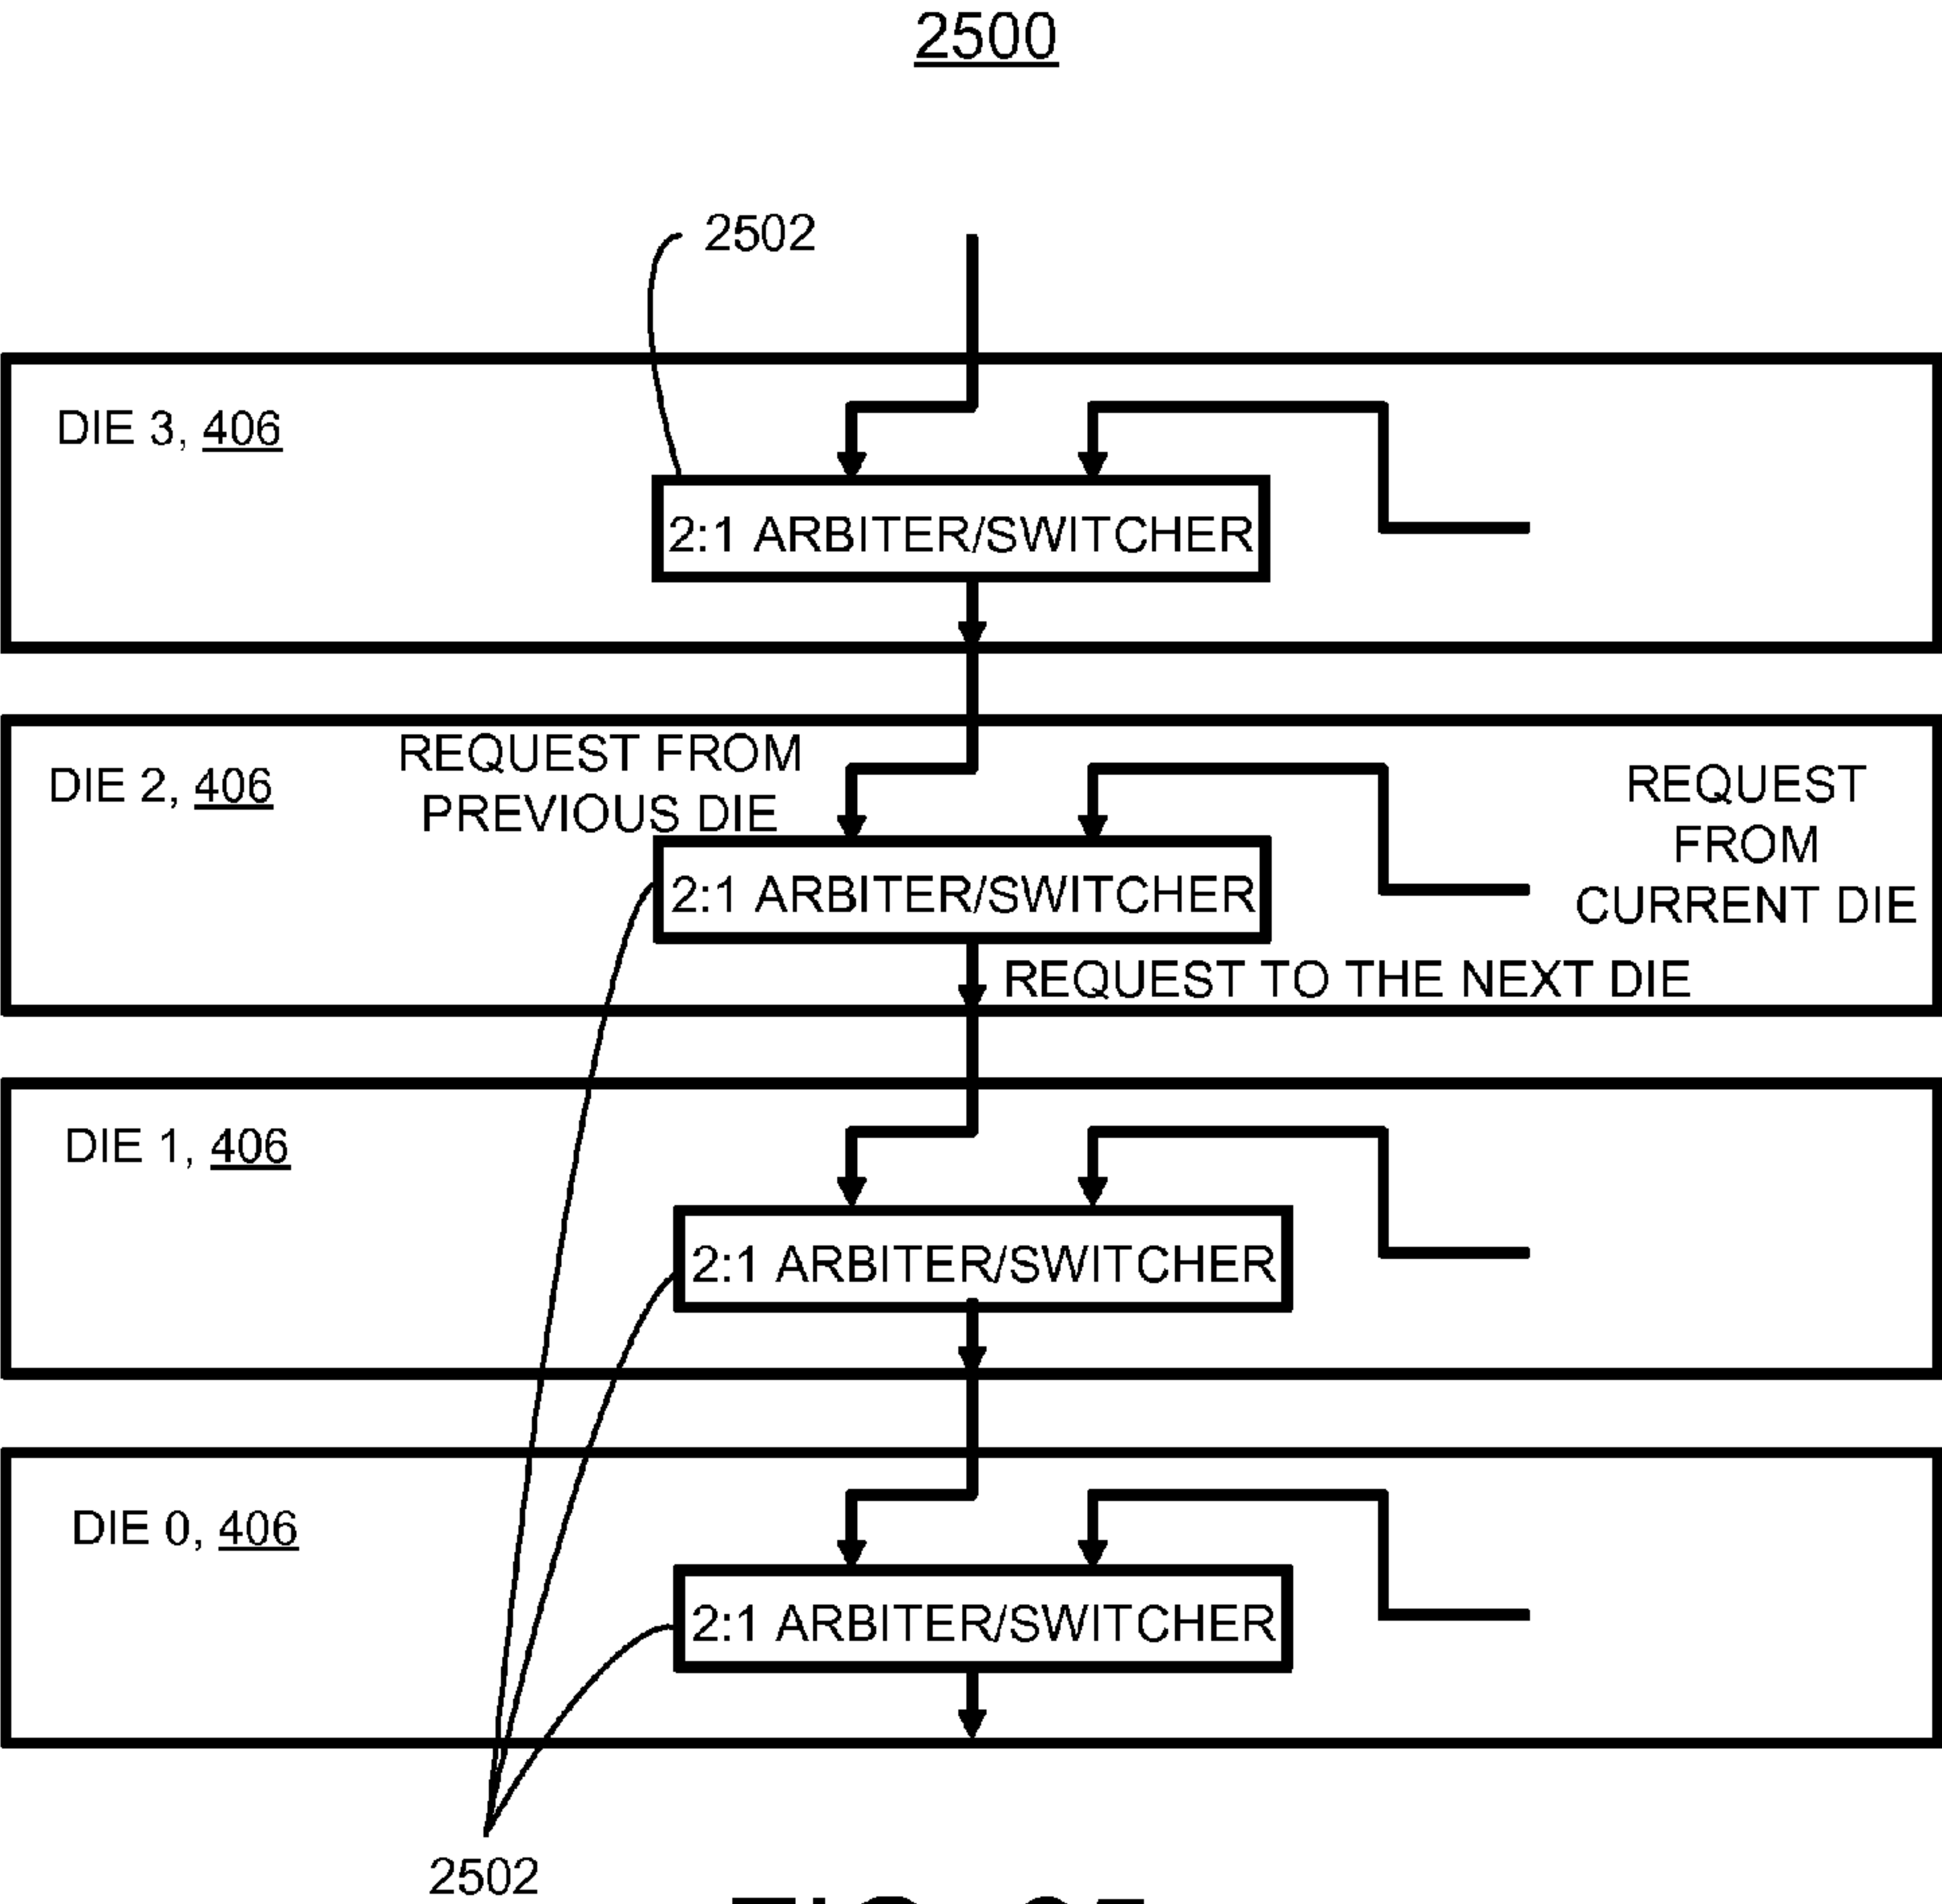 2500
2502
DIE 3, 406
2:1 ARBITER/SWITCHER
REQUEST FROM
PREVIOUS DIE
DIE 2, 406
REQUEST
FROM
CURRENT DIE
2:1 ARBITER/SWITCHER
REQUEST TO THE NEXT DIE
DIE 1, 406
2:1 ARBITER/SWITCHER
DIE 0, 406
2:1 ARBITER/SWITCHER
2502